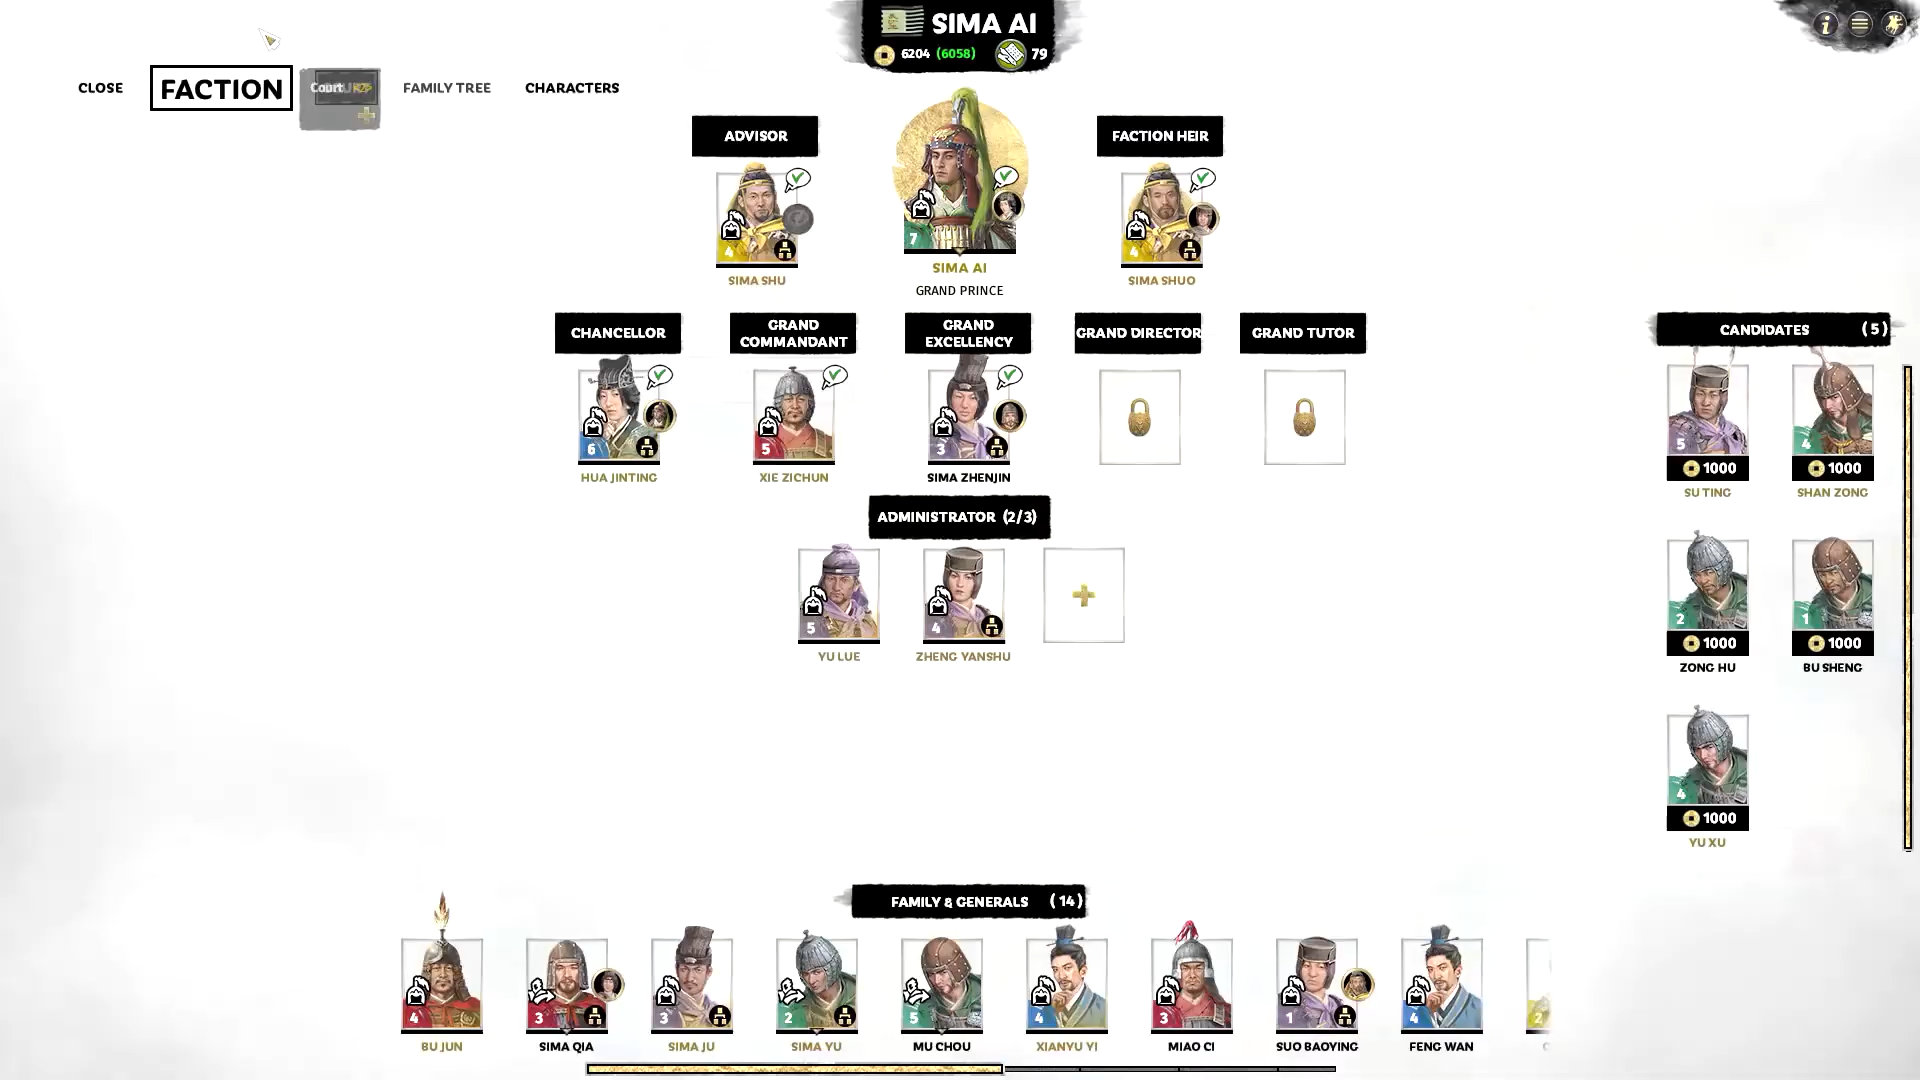 SIMA AI
6204 (6058) 79
CLOSE
FACTION
Court
FAMILY TREE
CHARACTERS
ADVISOR
FACTION HEIR
4
7
4
SIMA SHU
SIMA AI
SIMA SHUO
GRAND PRINCE
CHANCELLOR
GRAND
COMMANDANT
GRAND
EXCELLENCY
GRAND DIRECTOR
GRAND TUTOR
6
5
3
HUA JINTING
XIE ZICHUN
SIMA ZHENJIN
ADMINISTRATOR (2/3)
5
4
YU LUE
ZHENG YANSHU
CANDIDATES (5)
5
4
1000
1000
SU TING
SHAN ZONG
2
1
1000
1000
ZONG HU
BU SHENG
4
1000
YU XU
FAMILY & GENERALS (14)
4
3
3
2
5
4
3
1
4
2
BU JUN
SIMA QIA
SIMA JU
SIMA YU
MU CHOU
XIANYU YI
MIAO CI
SUO BAOYING
FENG WAN